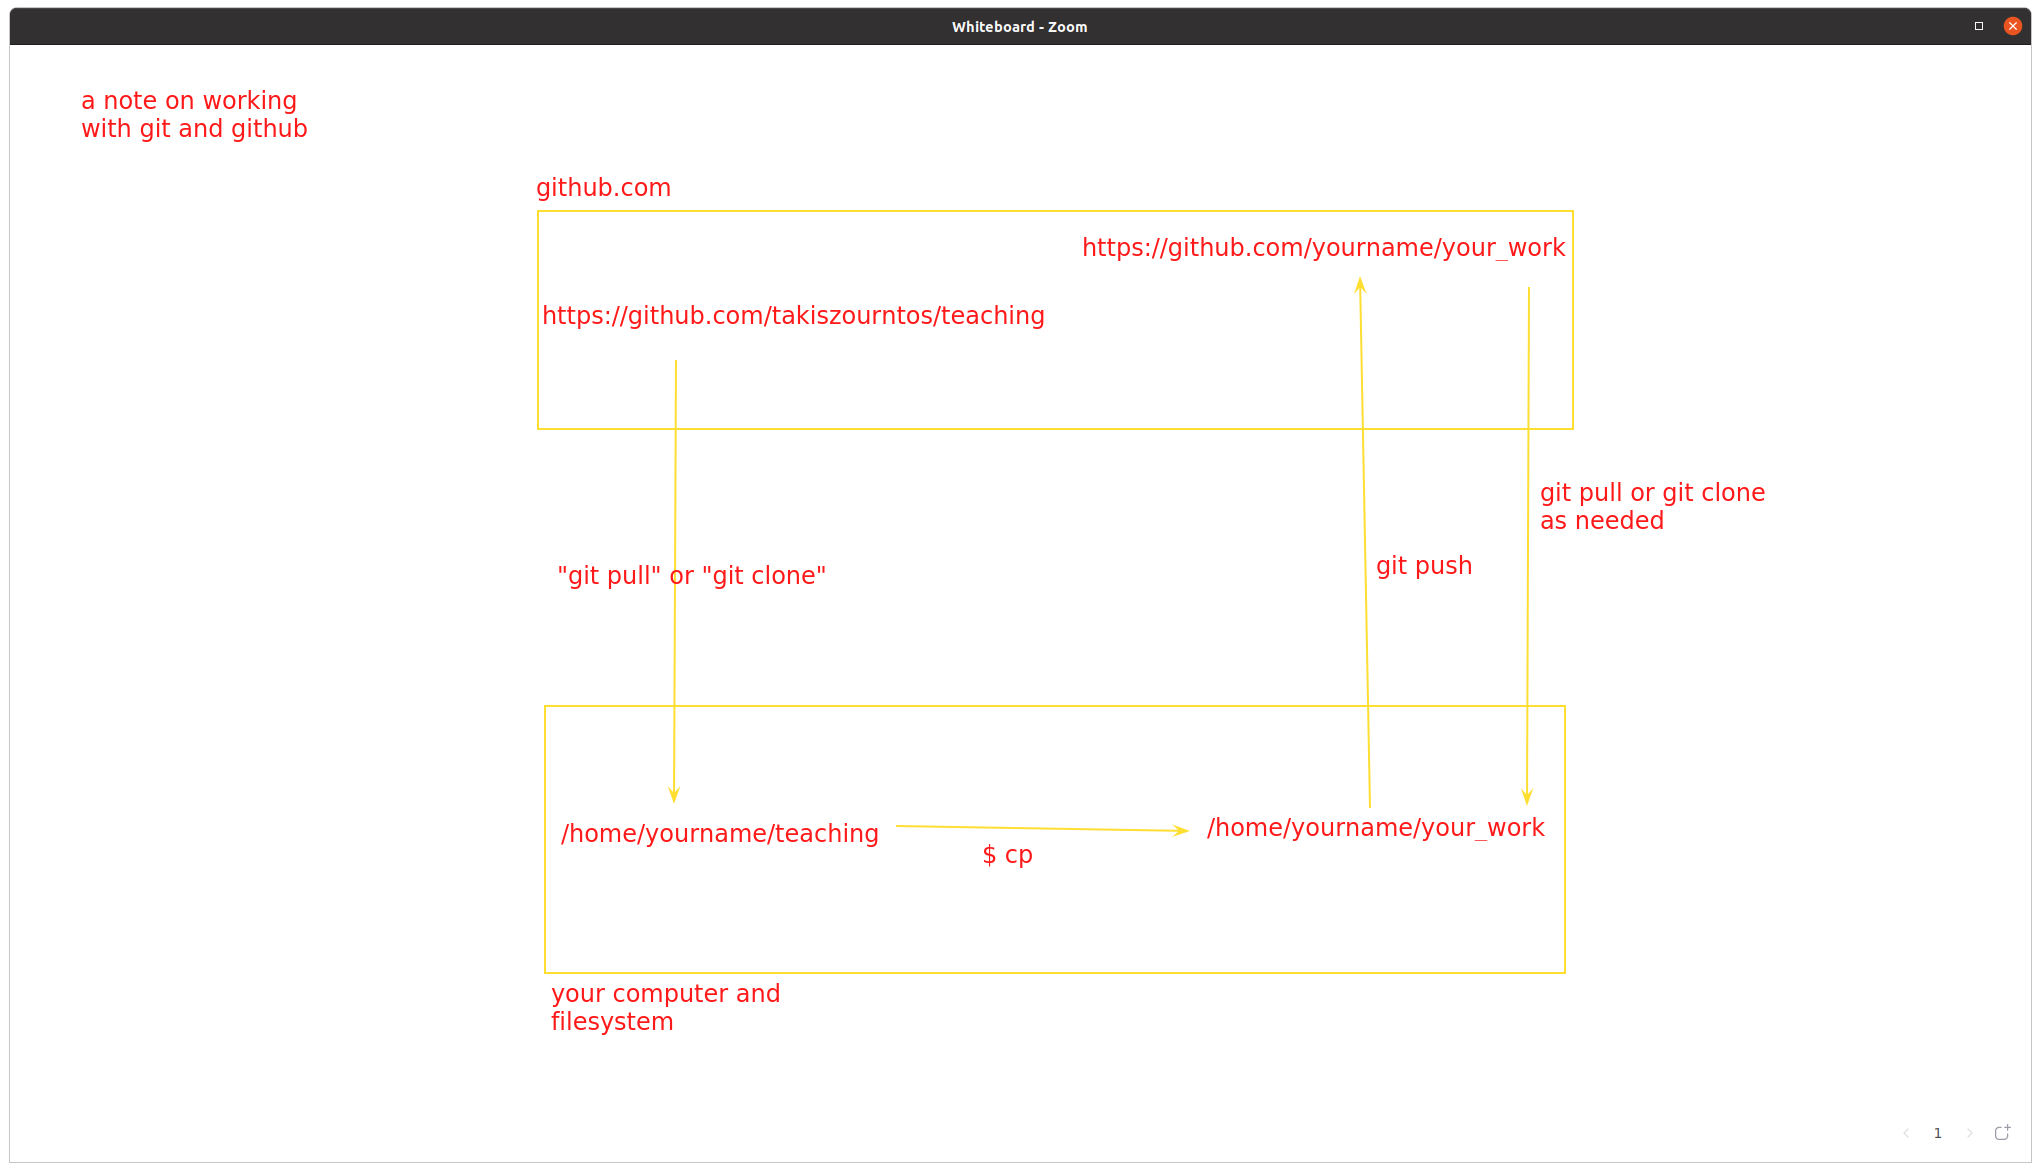 Whiteboard - Zoom
a note on working
with git and github
github.com
https://github.com/yourname/your_work
https://github.com/takiszourntos/teaching
git pull or git clone
as needed
git push
"git pull" or "git clone"
/home/yourname/teaching
/home/yourname/your_work
$ cp
your computer and
filesystem
1